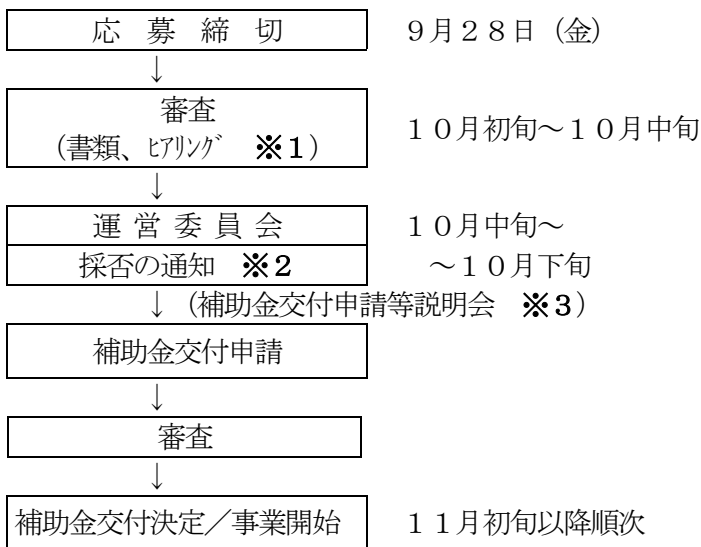 応 募 締 切　９月２８日（金）
↓
審査
（書類、ﾋｱﾘﾝｸﾞ ※１）　１０月初旬～１０月中旬
↓
運 営 委 員 会　１０月中旬～
採否の通知 ※２　～１０月下旬
↓（補助金交付申請等説明会 ※３）
補助金交付申請
↓
審査
↓
補助金交付決定／事業開始　１１月初旬以降順次